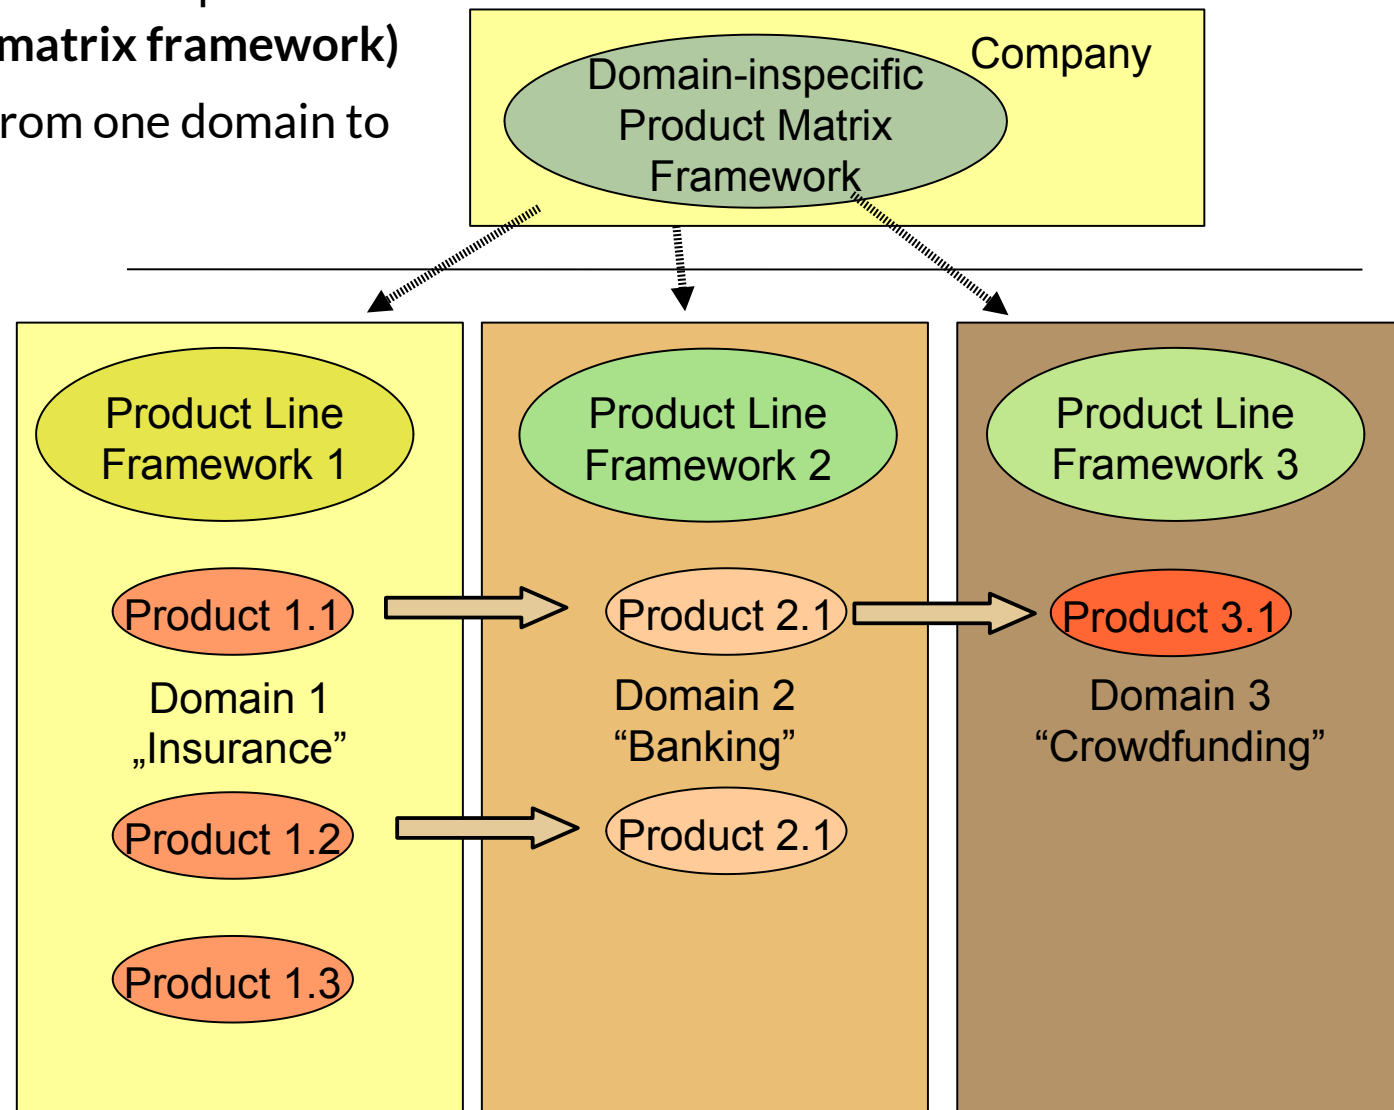 matrix framework)
from one domain to
Company
Domain-inspecific
Product Matrix
Framework
Product Line
Framework 1
Product Line
Framework 2
Product Line
Framework 3
Product 1.1
Product 2.1
Product 3.1
Domain 1
„Insurance”
Domain 2
“Banking”
Domain 3
“Crowdfunding”
Product 1.2
Product 2.1
Product 1.3